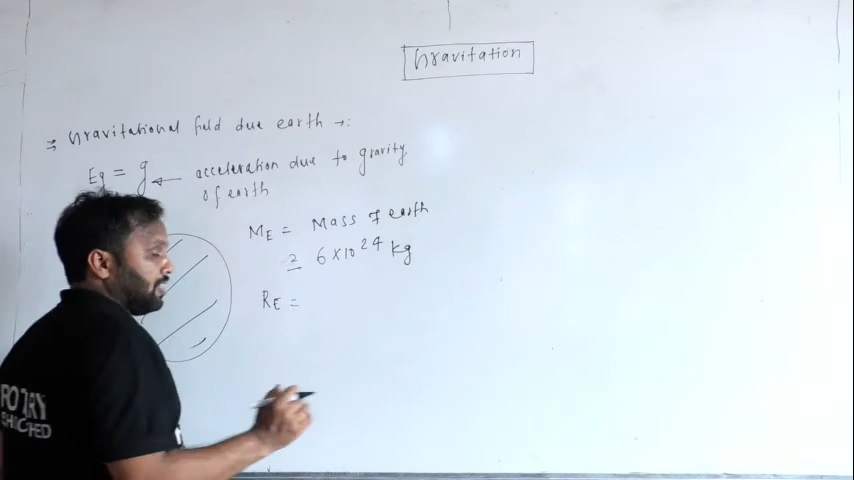 Gravitation
⇒ Gravitational field due earth →:
Eg = g ← acceleration due to gravity
of earth
ME = Mass of earth
≃ 6×10²⁴ kg
RE =